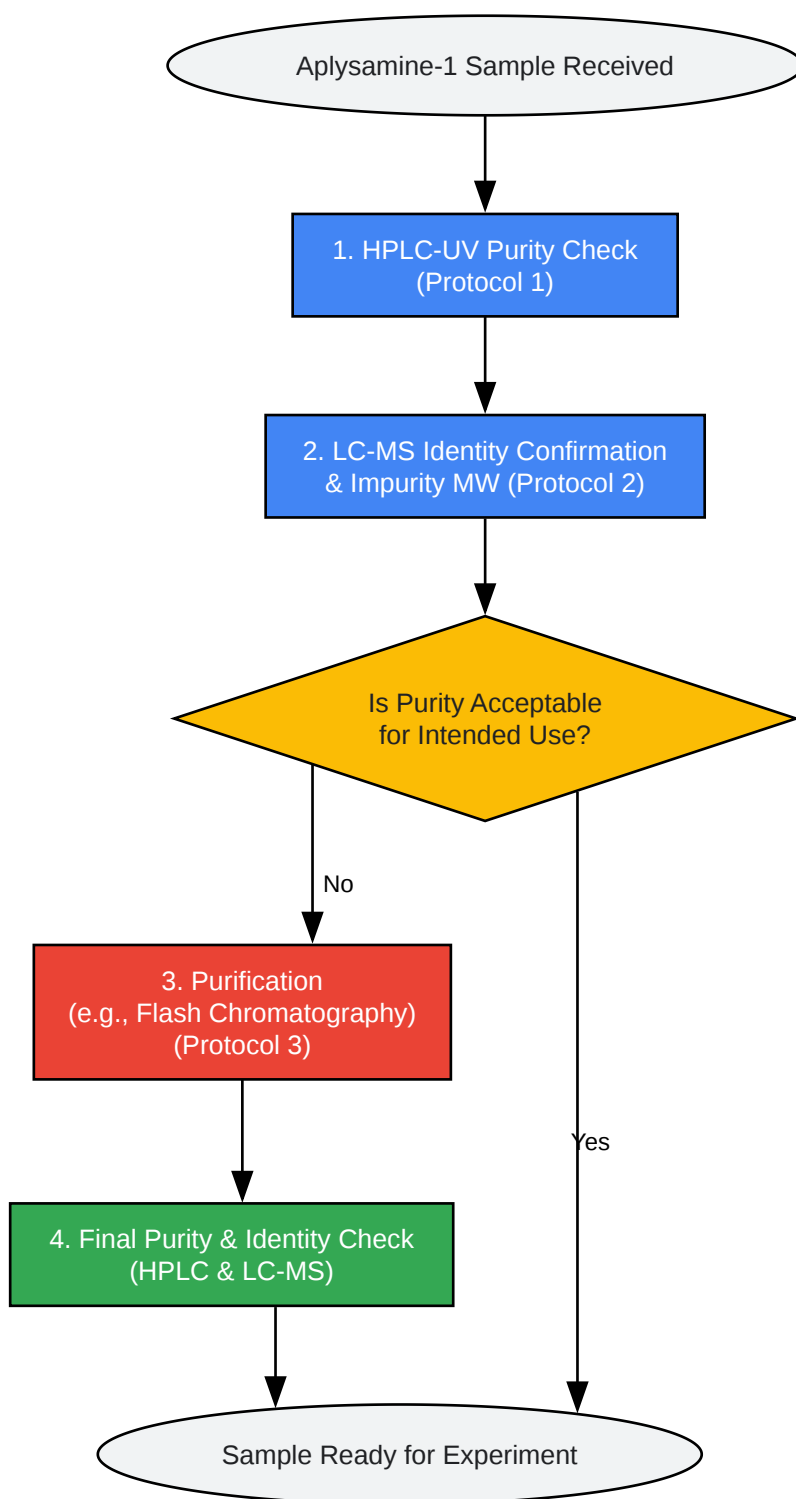 Aplysamine-1 Sample Received
1. HPLC-UV Purity Check
(Protocol 1)
2. LC-MS Identity Confirmation
& Impurity MW (Protocol 2)
Is Purity Acceptable
for Intended Use?
No
3. Purification
(e.g., Flash Chromatography)
(Protocol 3)
Yes
4. Final Purity & Identity Check
(HPLC & LC-MS)
Sample Ready for Experiment